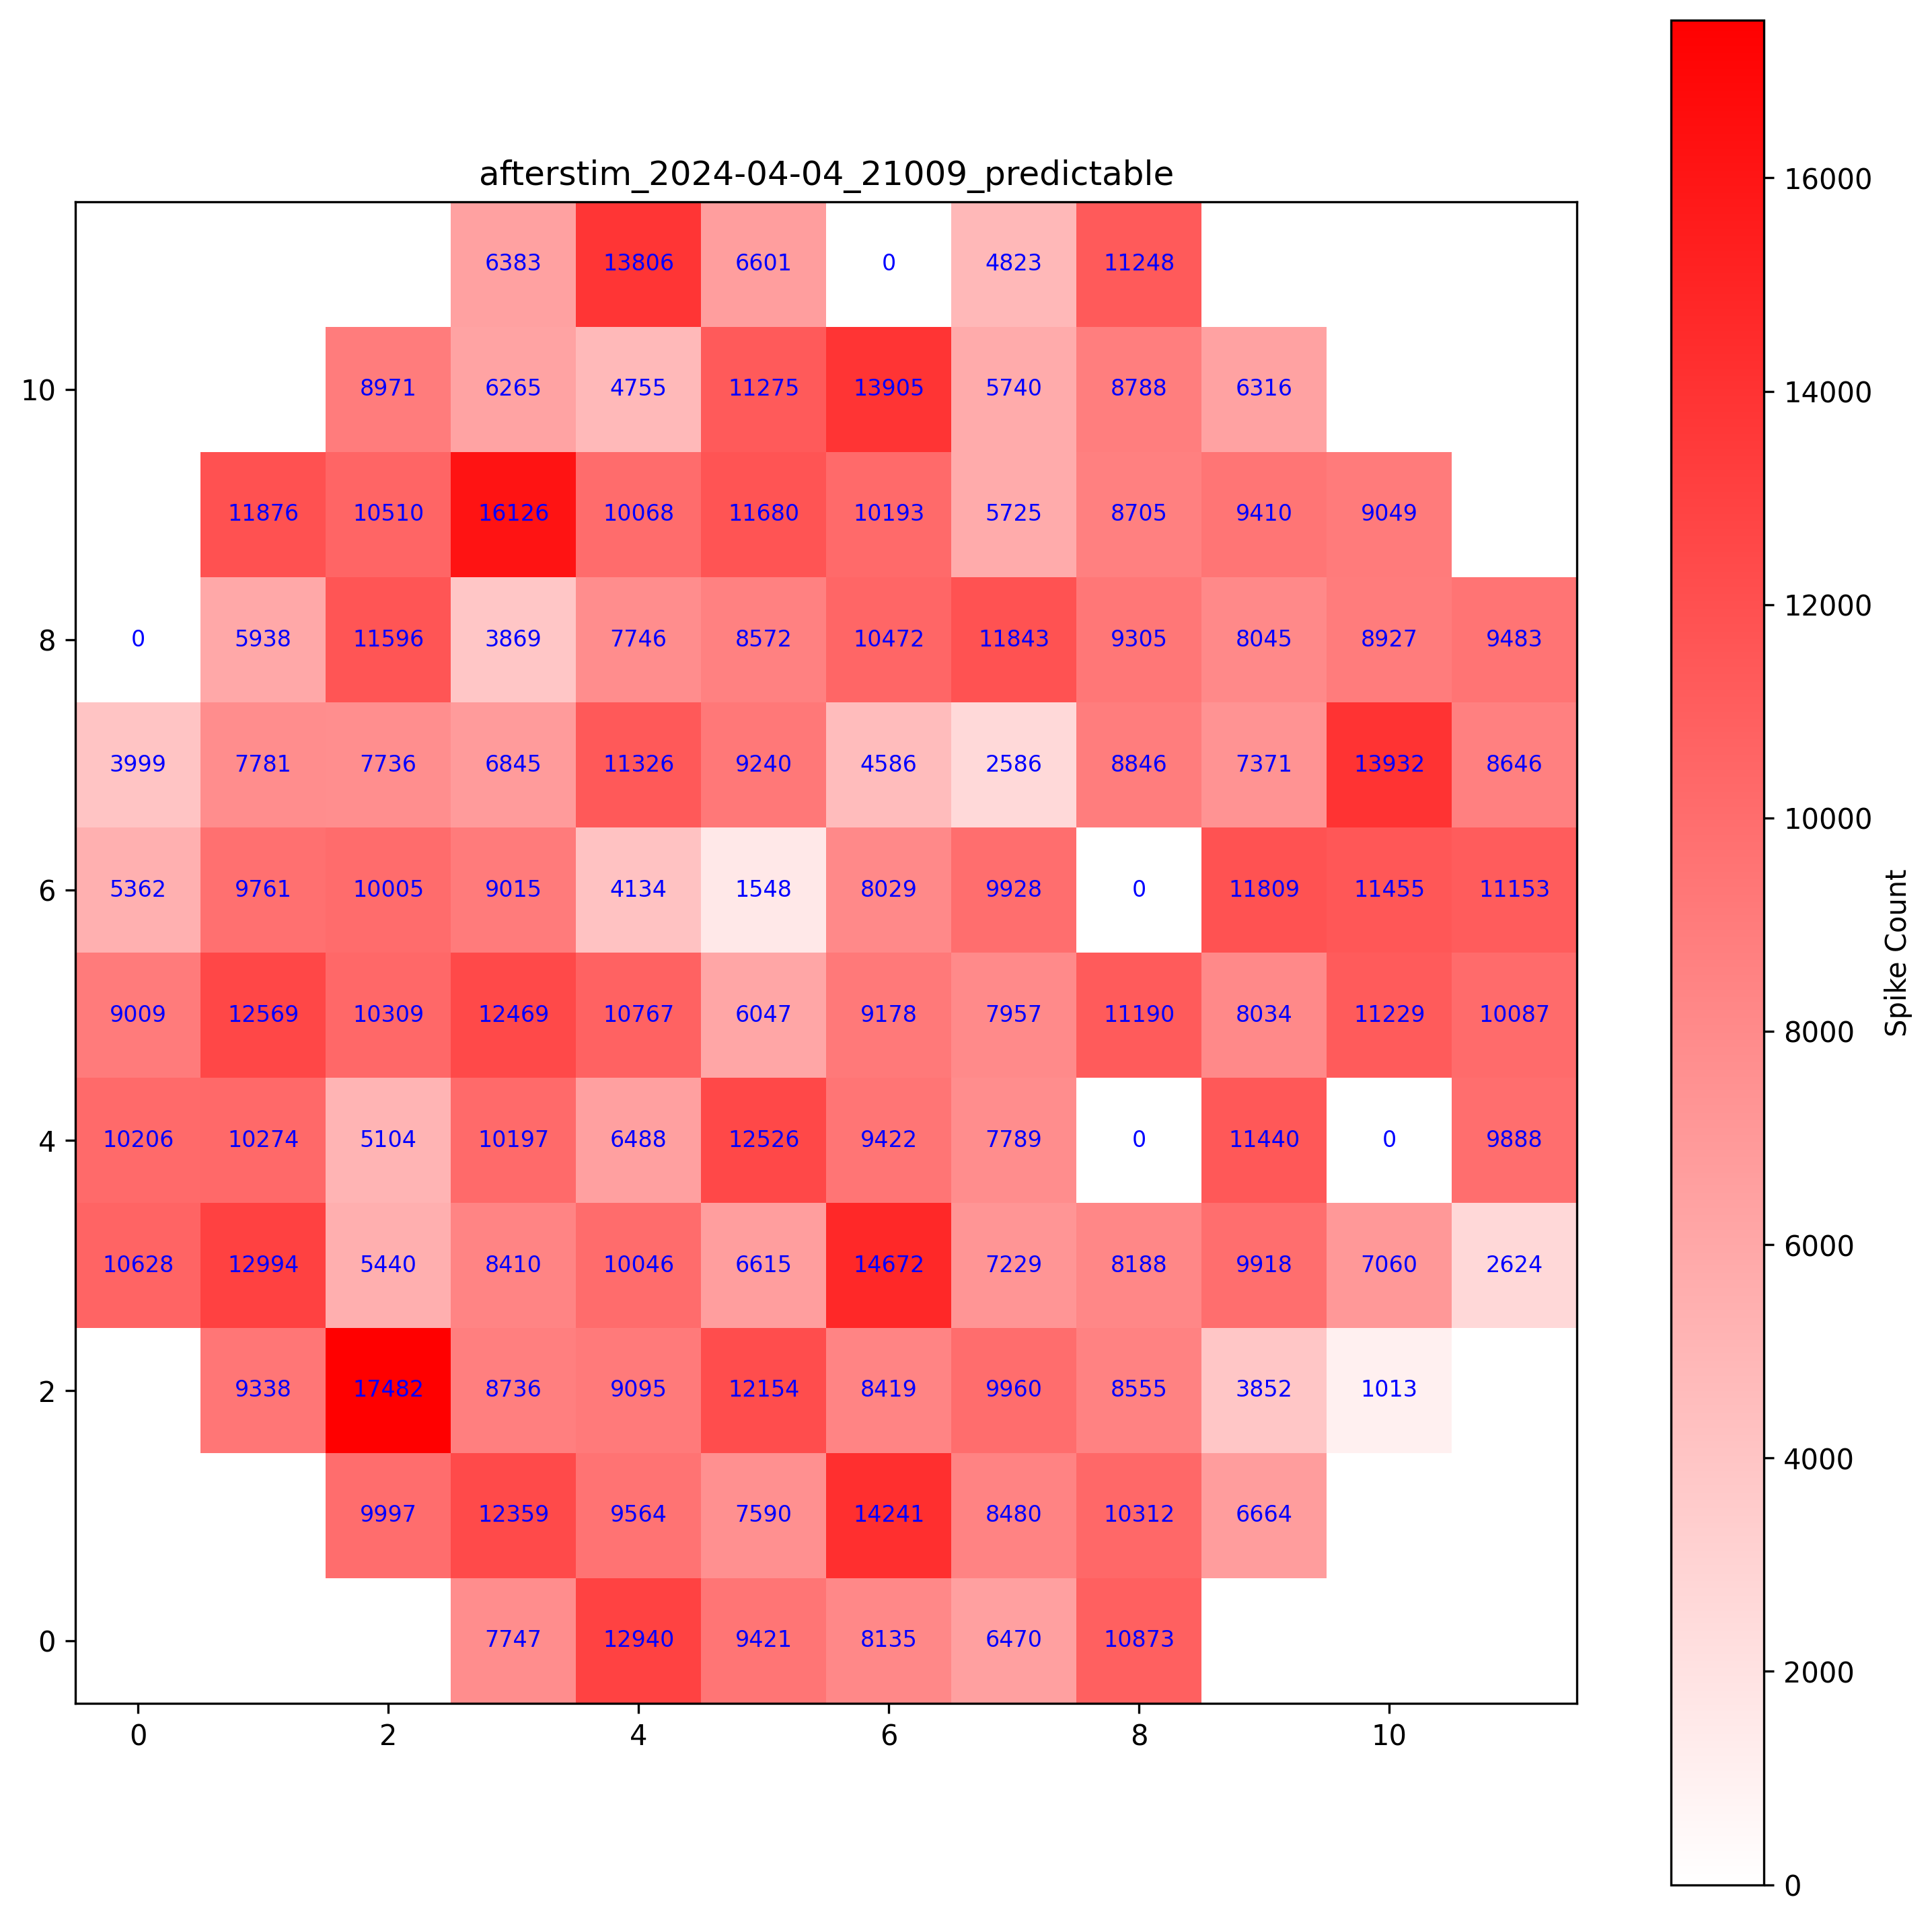 afterstim_2024-04-04_21009_predictable
6383 13806 6601 0 4823 11248
10 8971 6265 4755 11275 13905 5740 8788 6316
11876 10510 16126 10068 11680 10193 5725 8705 9410 9049
8 0 5938 11596 3869 7746 8572 10472 11843 9305 8045 8927 9483
3999 7781 7736 6845 11326 9240 4586 2586 8846 7371 13932 8646
6 5362 9761 10005 9015 4134 1548 8029 9928 0 11809 11455 11153
9009 12569 10309 12469 10767 6047 9178 7957 11190 8034 11229 10087
4 10206 10274 5104 10197 6488 12526 9422 7789 0 11440 0 9888
10628 12994 5440 8410 10046 6615 14672 7229 8188 9918 7060 2624
2 9338 17482 8736 9095 12154 8419 9960 8555 3852 1013
9997 12359 9564 7590 14241 8480 10312 6664
0 7747 12940 9421 8135 6470 10873
0 2 4 6 8 10
16000
14000
12000
10000
8000
6000
4000
2000
0
Spike Count